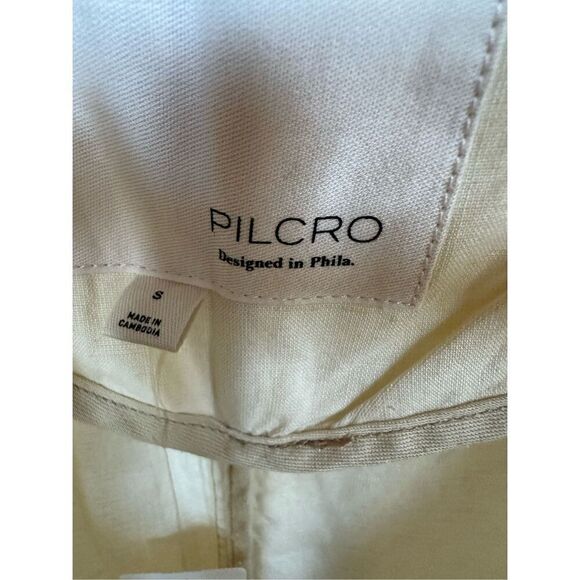 PILCRO
Designed in Phila.
S
MADE IN
CAMBODIA